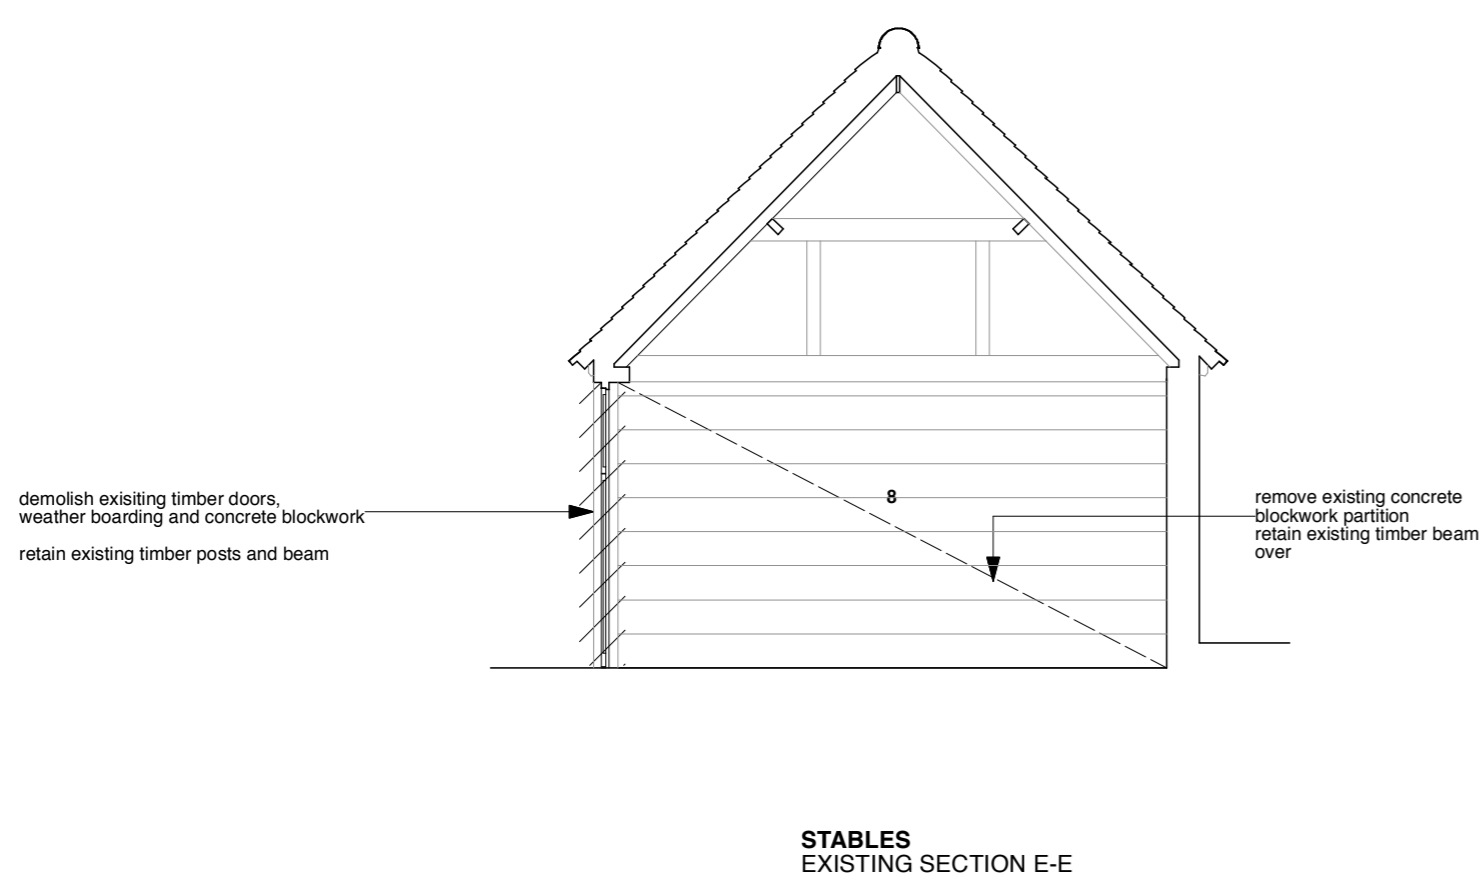 demolish exisiting timber doors,
weather boarding and concrete blockwork
retain existing timber posts and beam
8
remove existing concrete
blockwork partition
retain existing timber beam
over
STABLES
EXISTING SECTION E-E